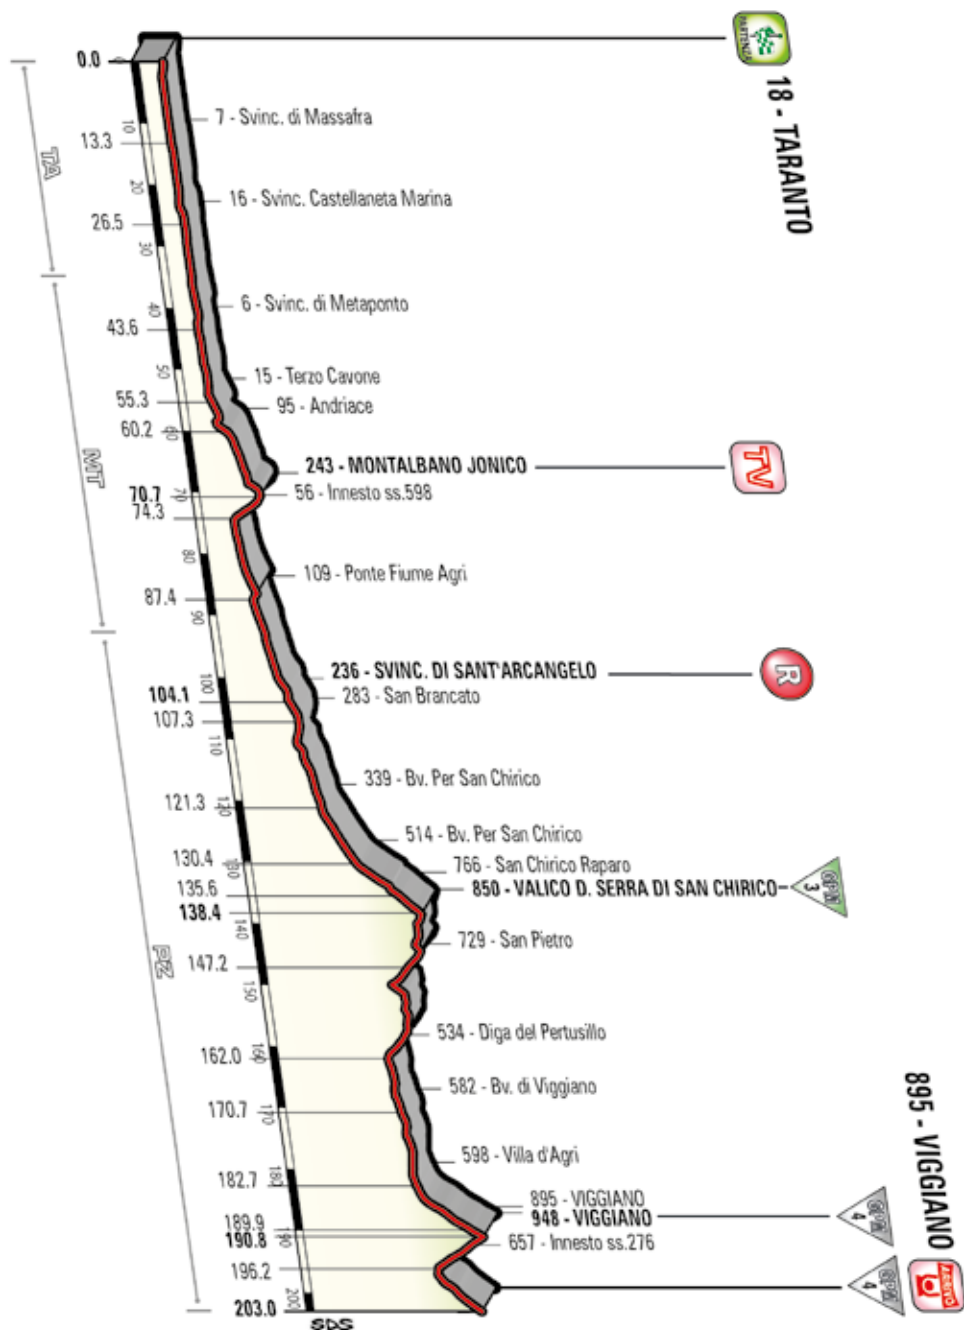 PARTENZA
18 - TARANTO
0.0
0
7 - Svinc. di Massafra
10
13.3
TA
20
16 - Svinc. Castellaneta Marina
26.5
30
6 - Svinc. di Metaponto
40
43.6
50
15 - Terzo Cavone
55.3
95 - Andriace
60.2
60
MT
243 - MONTALBANO JONICO
TV
70.7
70
56 - Innesto ss.598
74.3
80
109 - Ponte Fiume Agri
87.4
90
236 - SVINC. DI SANT'ARCANGELO
R
100
104.1
283 - San Brancato
107.3
110
339 - Bv. Per San Chirico
121.3
120
514 - Bv. Per San Chirico
130.4
130
766 - San Chirico Raparo
135.6
850 - VALICO D. SERRA DI SAN CHIRICO
GPM
3
138.4
140
729 - San Pietro
PZ
147.2
150
534 - Diga del Pertusillo
162.0
160
582 - Bv. di Viggiano
170.7
170
598 - Villa d'Agri
182.7
180
895 - VIGGIANO
948 - VIGGIANO
GPM
4
189.9
190
190.8
657 - Innesto ss.276
196.2
895 - VIGGIANO
GPM
4
ARRIVO
203.0
200
SDS